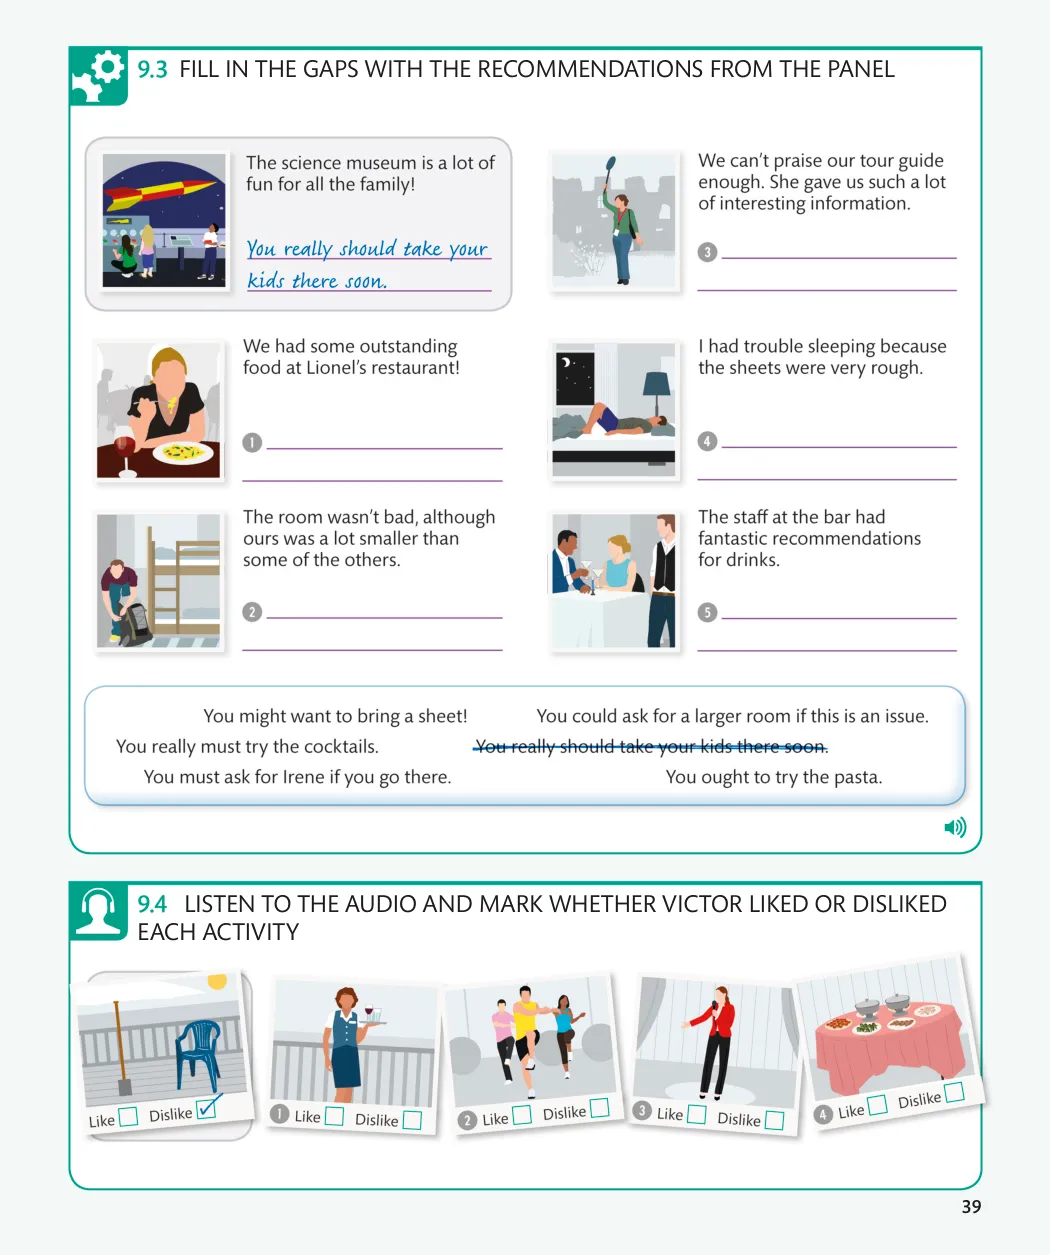 9.3 FILL IN THE GAPS WITH THE RECOMMENDATIONS FROM THE PANEL
The science museum is a lot of
fun for all the family!
You really should take your
kids there soon.
We had some outstanding
food at Lionel's restaurant!
1
The room wasn't bad, although
ours was a lot smaller than
some of the others.
2
We can't praise our tour guide
enough. She gave us such a lot
of interesting information.
3
I had trouble sleeping because
the sheets were very rough.
4
The staff at the bar had
fantastic recommendations
for drinks.
5
You might want to bring a sheet! You could ask for a larger room if this is an issue.
You really must try the cocktails. You really should take your kids there soon.
You must ask for Irene if you go there. You ought to try the pasta.
9.4 LISTEN TO THE AUDIO AND MARK WHETHER VICTOR LIKED OR DISLIKED
EACH ACTIVITY
Like Dislike
1 Like Dislike
2 Like Dislike
3 Like Dislike
4 Like Dislike
39